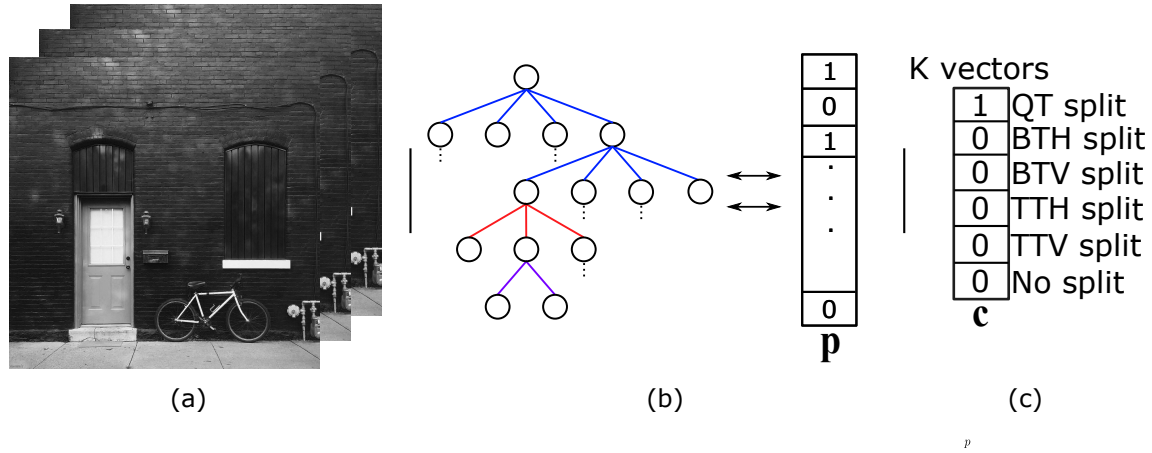 1
0
1
.
.
.
0
p
K vectors
1 QT split
0 BTH split
0 BTV split
0 TTH split
0 TTV split
0 No split
c
(a)
(b)
(c)
p